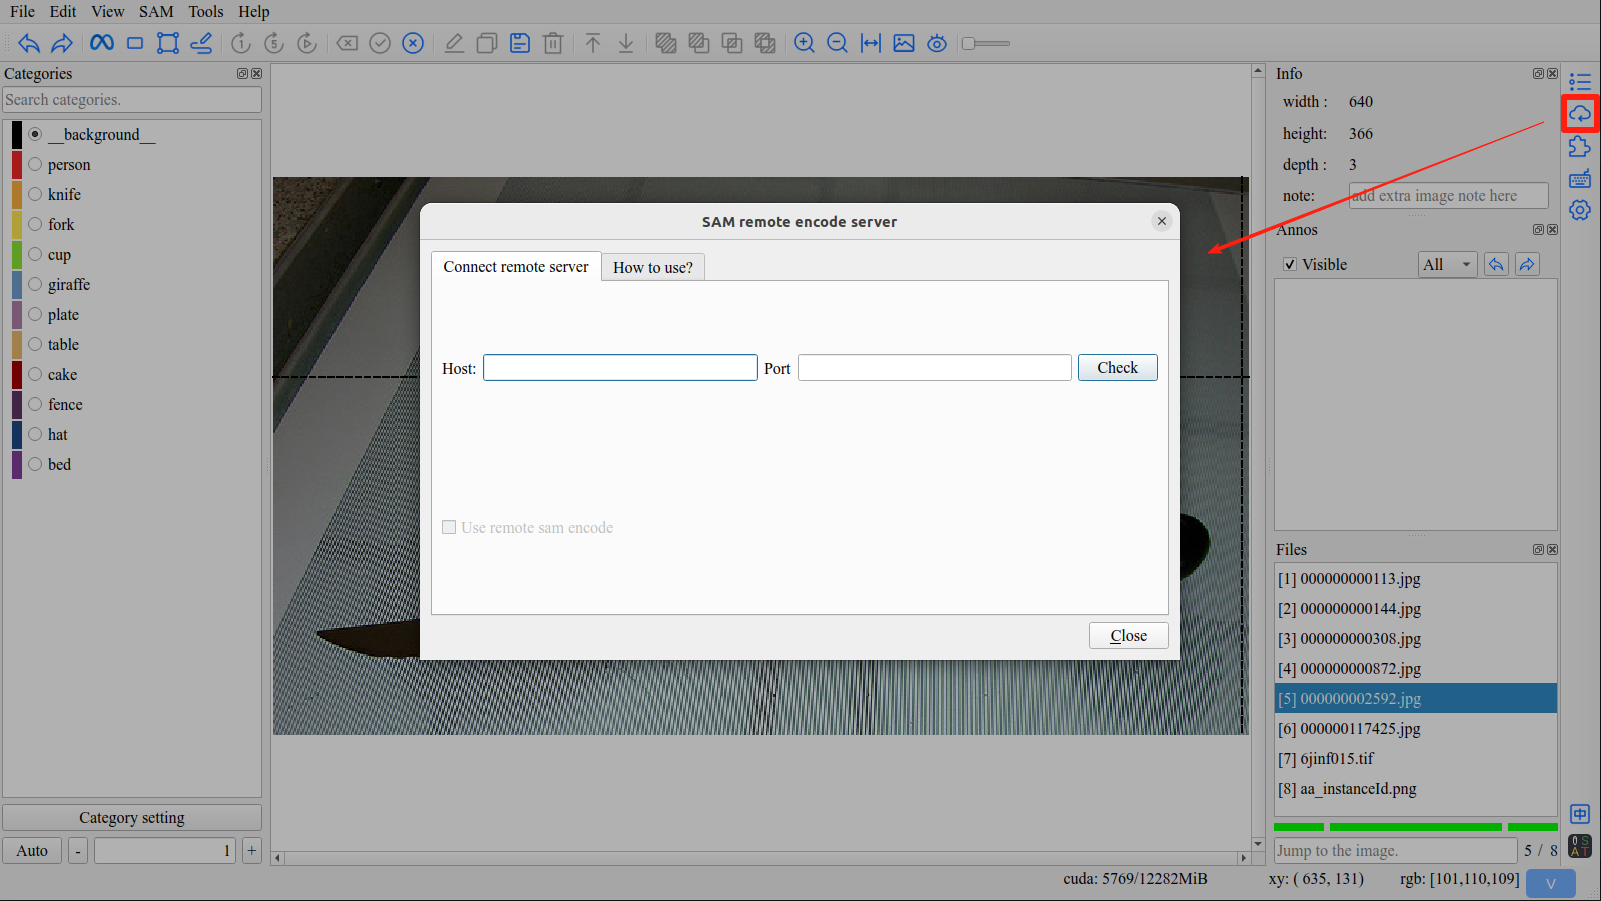 File Edit View SAM Tools Help
1 5
Categories
Search categories.
__background__
person
knife
fork
cup
giraffe
plate
table
cake
fence
hat
bed
Category setting
Auto - 1 +
SAM remote encode server
Connect remote server How to use?
Host: Port Check
Use remote sam encode
Close
Info
width : 640
height: 366
depth : 3
note: add extra image note here
Annos
Visible All
Files
[1] 000000000113.jpg
[2] 000000000144.jpg
[3] 000000000308.jpg
[4] 000000000872.jpg
[5] 000000002592.jpg
[6] 000000117425.jpg
[7] 6jinf015.tif
[8] aa_instanceId.png
Jump to the image. 5 / 8
中
I S
A T
cuda: 5769/12282MiB xy: ( 635, 131) rgb: [101,110,109] V